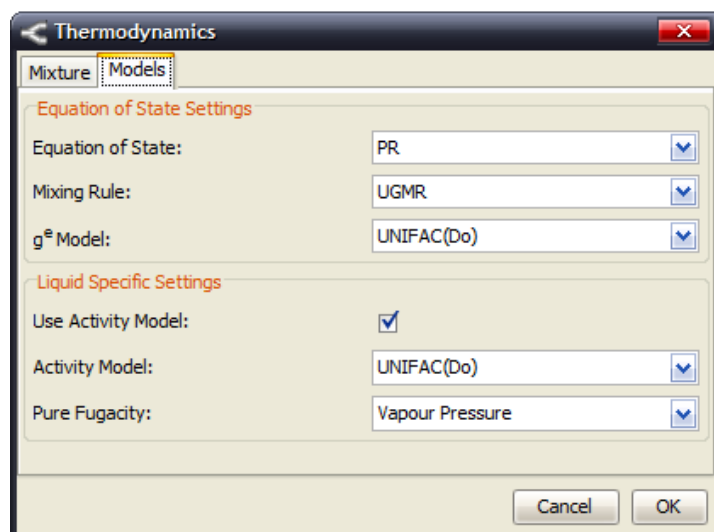 Thermodynamics
Mixture Models
Equation of State Settings
Equation of State: PR
Mixing Rule: UGMR
gᵉ Model: UNIFAC(Do)
Liquid Specific Settings
Use Activity Model:
Activity Model: UNIFAC(Do)
Pure Fugacity: Vapour Pressure
Cancel OK